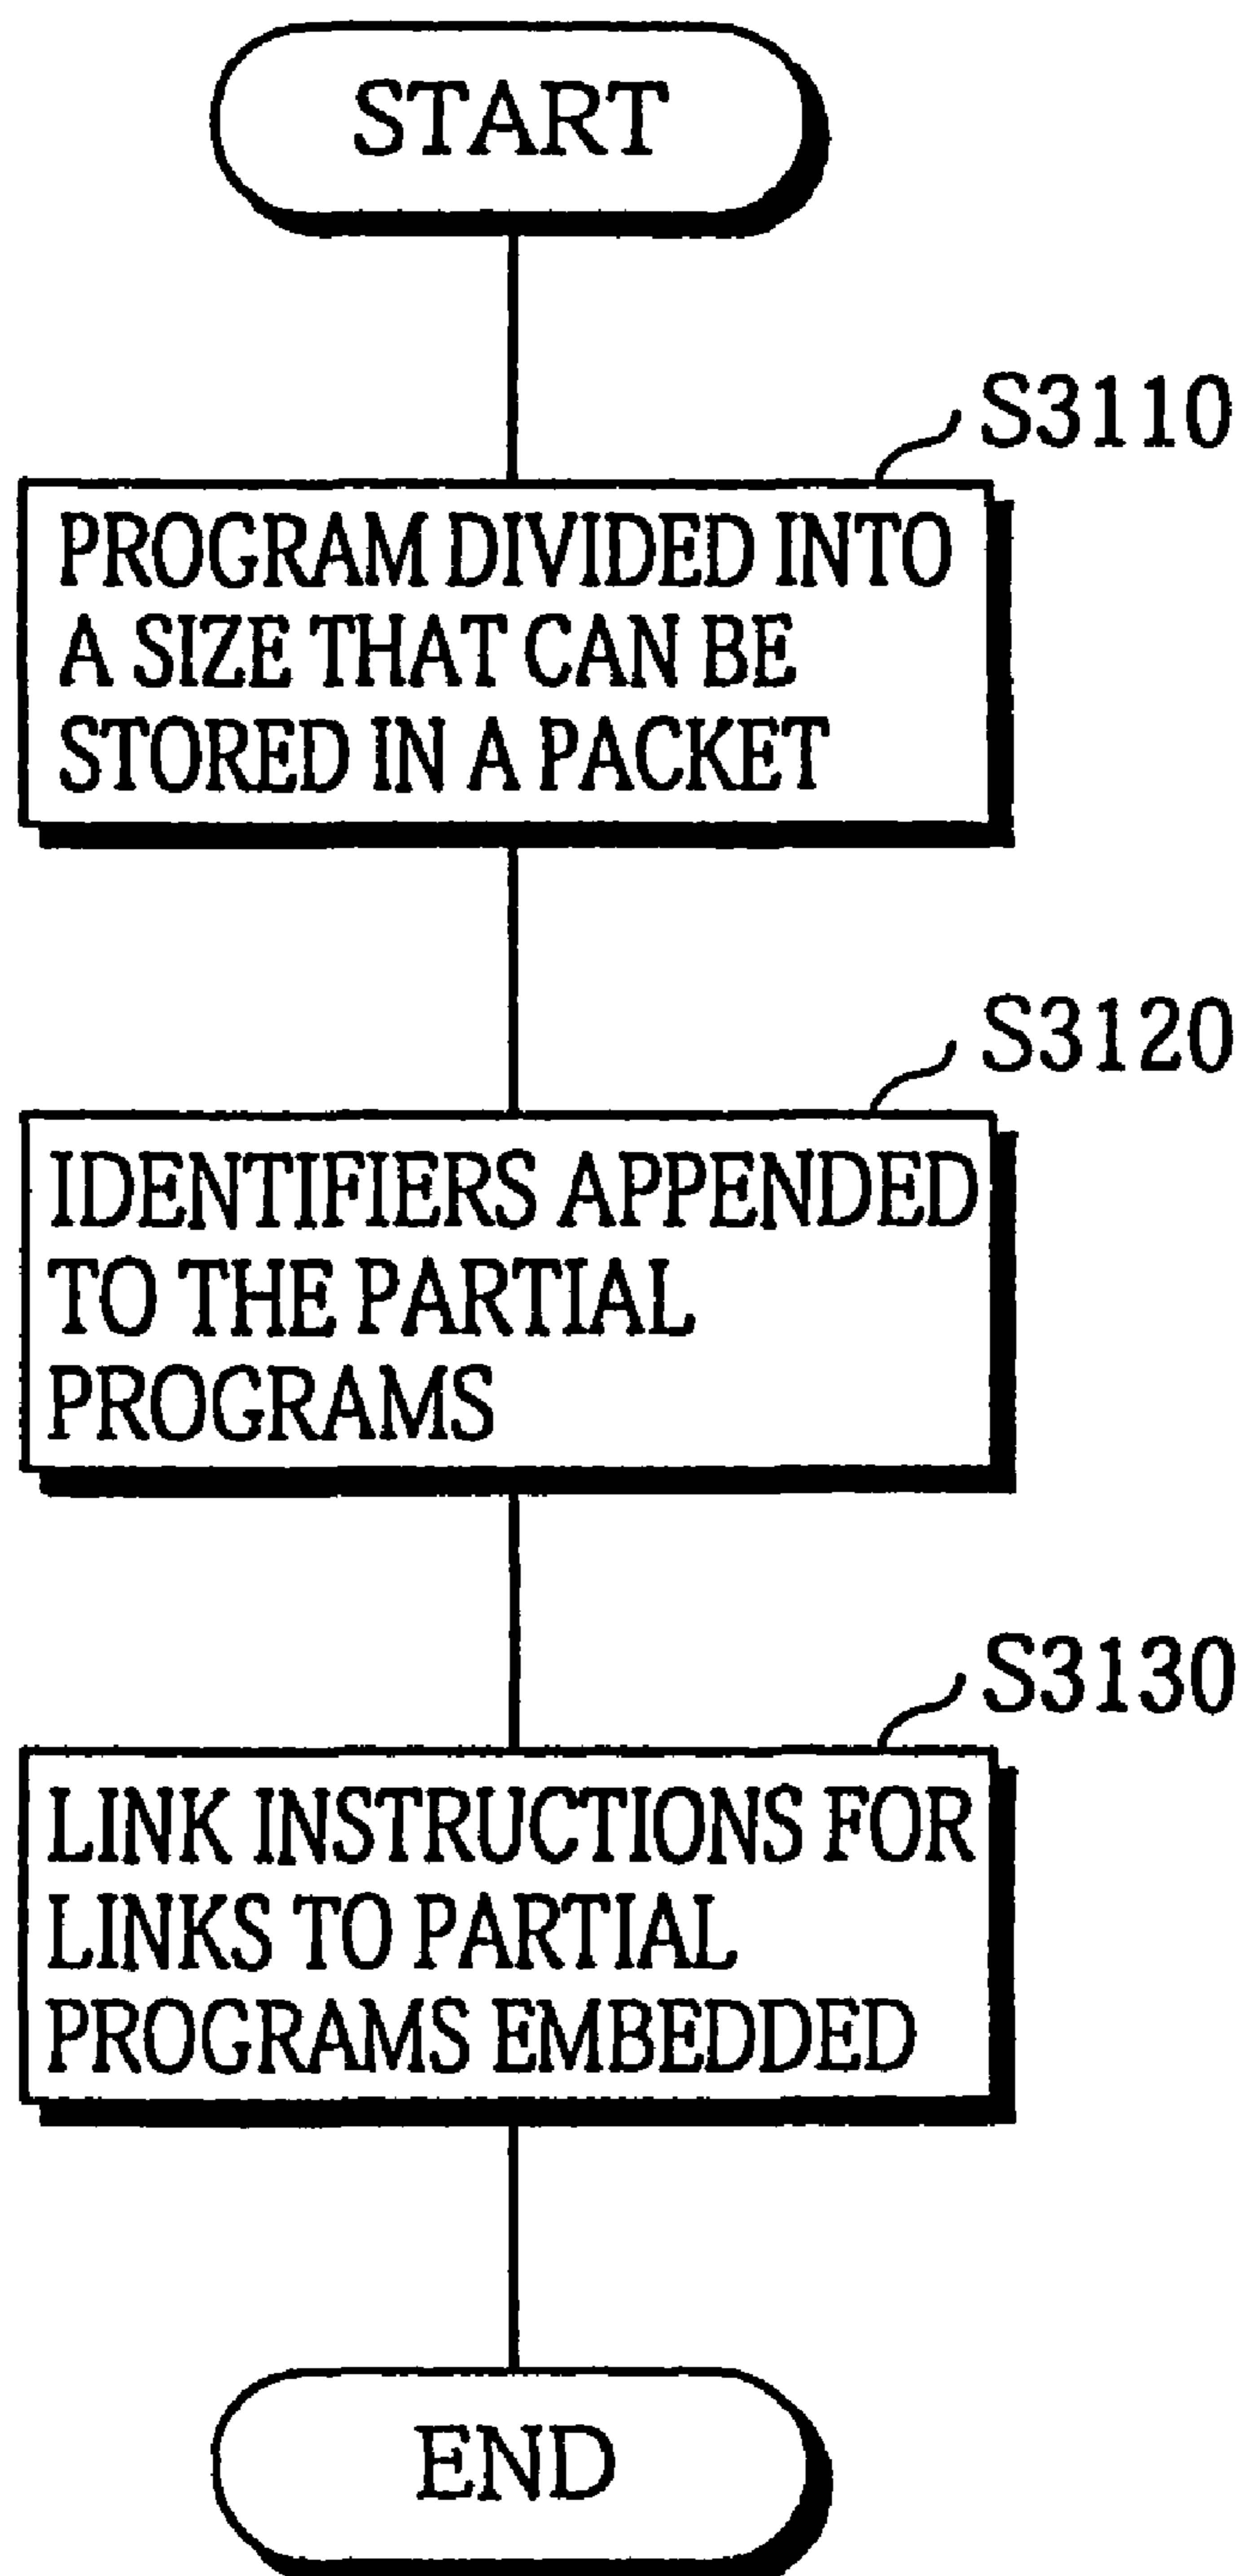 START
S3110
PROGRAM DIVIDED INTO
A SIZE THAT CAN BE
STORED IN A PACKET
S3120
IDENTIFIERS APPENDED
TO THE PARTIAL
PROGRAMS
S3130
LINK INSTRUCTIONS FOR
LINKS TO PARTIAL
PROGRAMS EMBEDDED
END